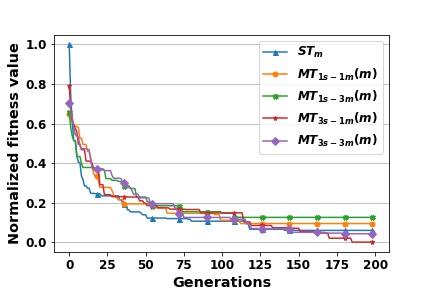 Normalized fitness value
1.0
0.8
0.6
0.4
0.2
0.0
0 25 50 75 100 125 150 175 200
Generations
STm
MT1s−1m(m)
MT1s−3m(m)
MT3s−1m(m)
MT3s−3m(m)